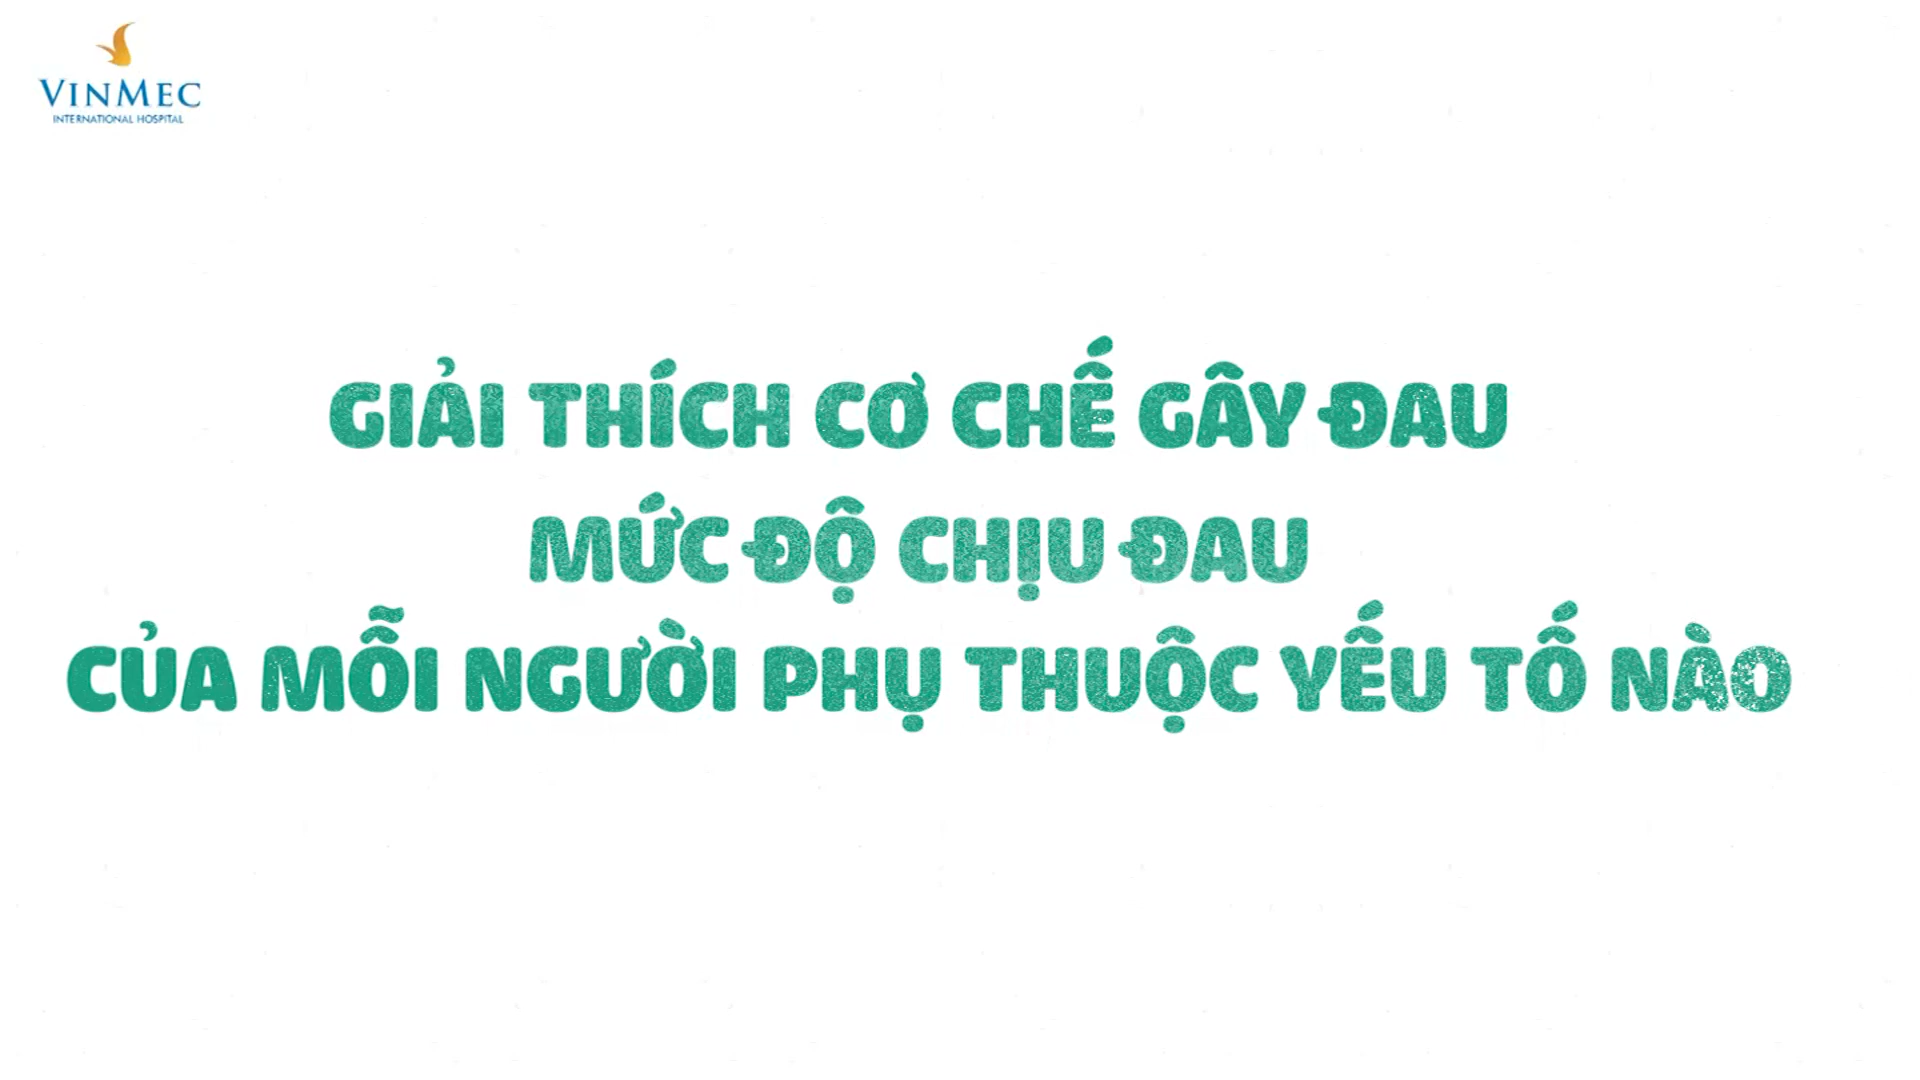 VINMEC
INTERNATIONAL HOSPITAL
GIẢI THÍCH CƠ CHẾ GÂY ĐAU
MỨC ĐỘ CHỊU ĐAU
CỦA MỖI NGƯỜI PHỤ THUỘC YẾU TỐ NÀO